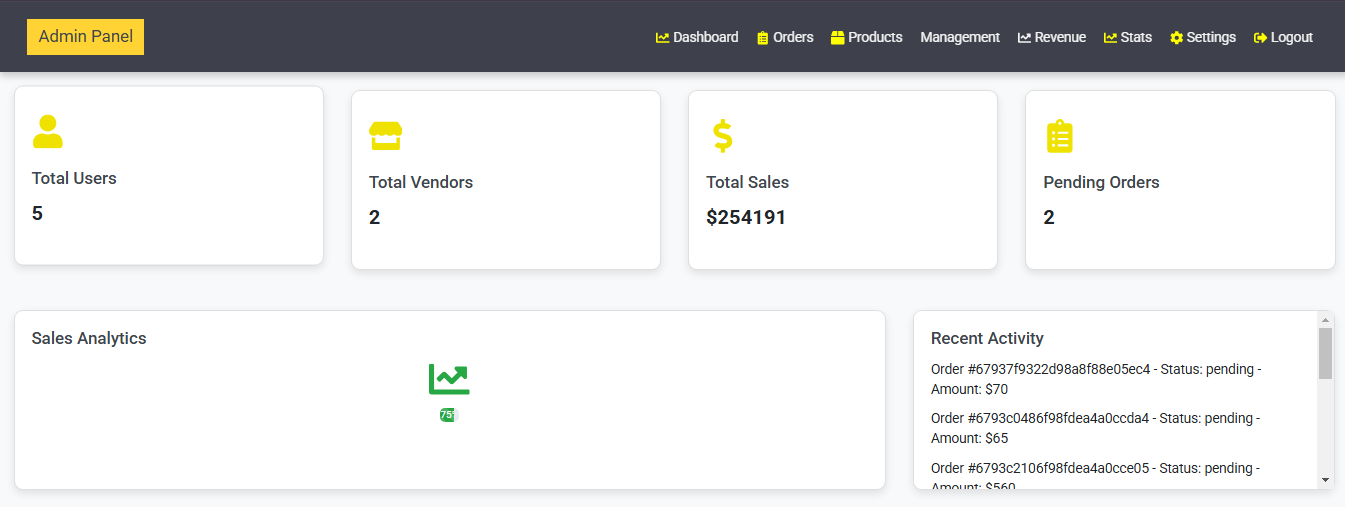 Admin Panel
Dashboard Orders Products Management Revenue Stats Settings Logout
Total Users
5
Total Vendors
2
Total Sales
$254191
Pending Orders
2
Sales Analytics
75%
Recent Activity
Order #67937f9322d98a8f88e05ec4 - Status: pending -
Amount: $70
Order #6793c0486f98fdea4a0ccda4 - Status: pending -
Amount: $65
Order #6793c2106f98fdea4a0cce05 - Status: pending -
Amount: $560